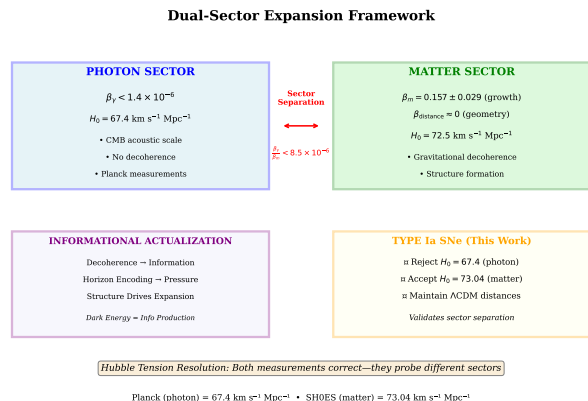 Dual-Sector Expansion Framework
PHOTON SECTOR
βγ < 1.4 × 10⁻⁶
H₀ = 67.4 km s⁻¹ Mpc⁻¹
• CMB acoustic scale
• No decoherence
• Planck measurements
Sector
Separation
βγ/βm < 8.5 × 10⁻⁶
MATTER SECTOR
βm = 0.157 ± 0.029 (growth)
βdistance ≈ 0 (geometry)
H₀ = 72.5 km s⁻¹ Mpc⁻¹
• Gravitational decoherence
• Structure formation
INFORMATIONAL ACTUALIZATION
Decoherence → Information
Horizon Encoding → Pressure
Structure Drives Expansion
Dark Energy = Info Production
TYPE Ia SNe (This Work)
Reject H₀ = 67.4 (photon)
Accept H₀ = 73.04 (matter)
Maintain ΛCDM distances
Validates sector separation
Hubble Tension Resolution: Both measurements correct—they probe different sectors
Planck (photon) = 67.4 km s⁻¹ Mpc⁻¹ • SH0ES (matter) = 73.04 km s⁻¹ Mpc⁻¹